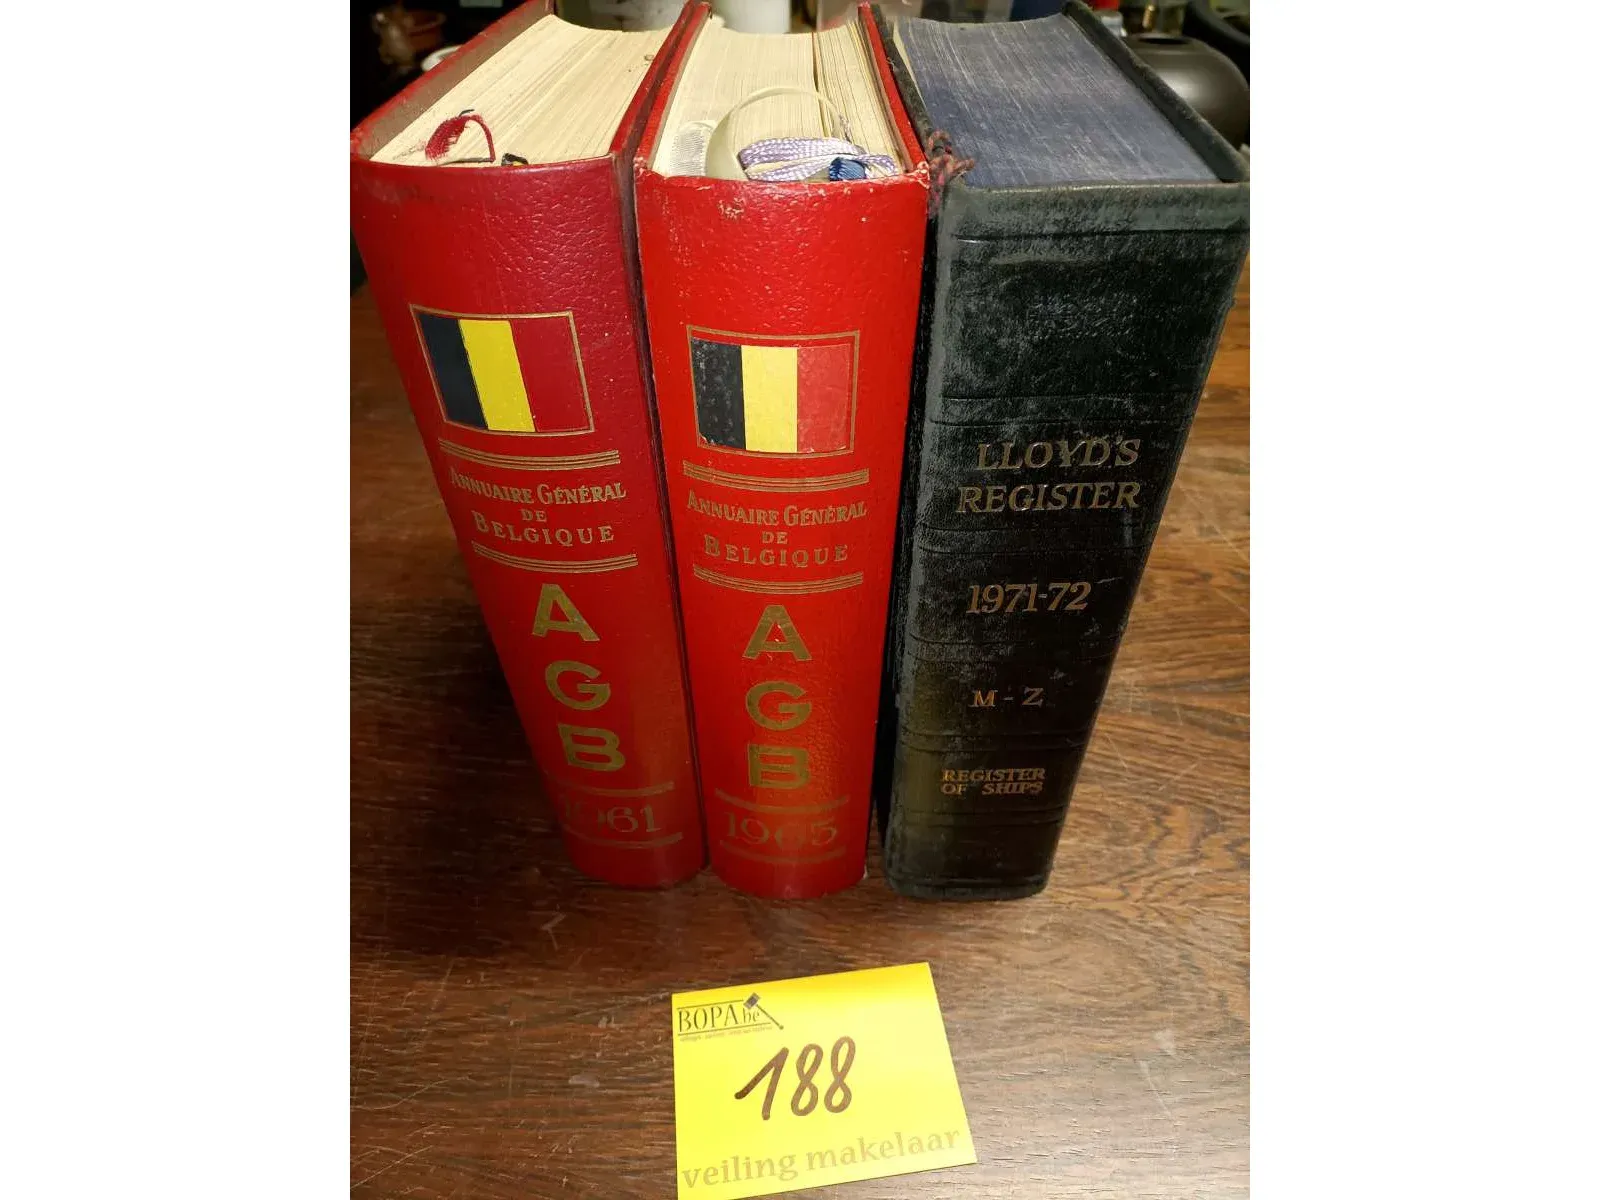 ANNUAIRE GÉNÉRAL
DE
BELGIQUE
A
G
B
1961
ANNUAIRE GÉNÉRAL
DE
BELGIQUE
A
G
B
1965
LLOYD'S
REGISTER
1971-72
M - Z
REGISTER
OF SHIPS
BOPA.be
188
veiling makelaar